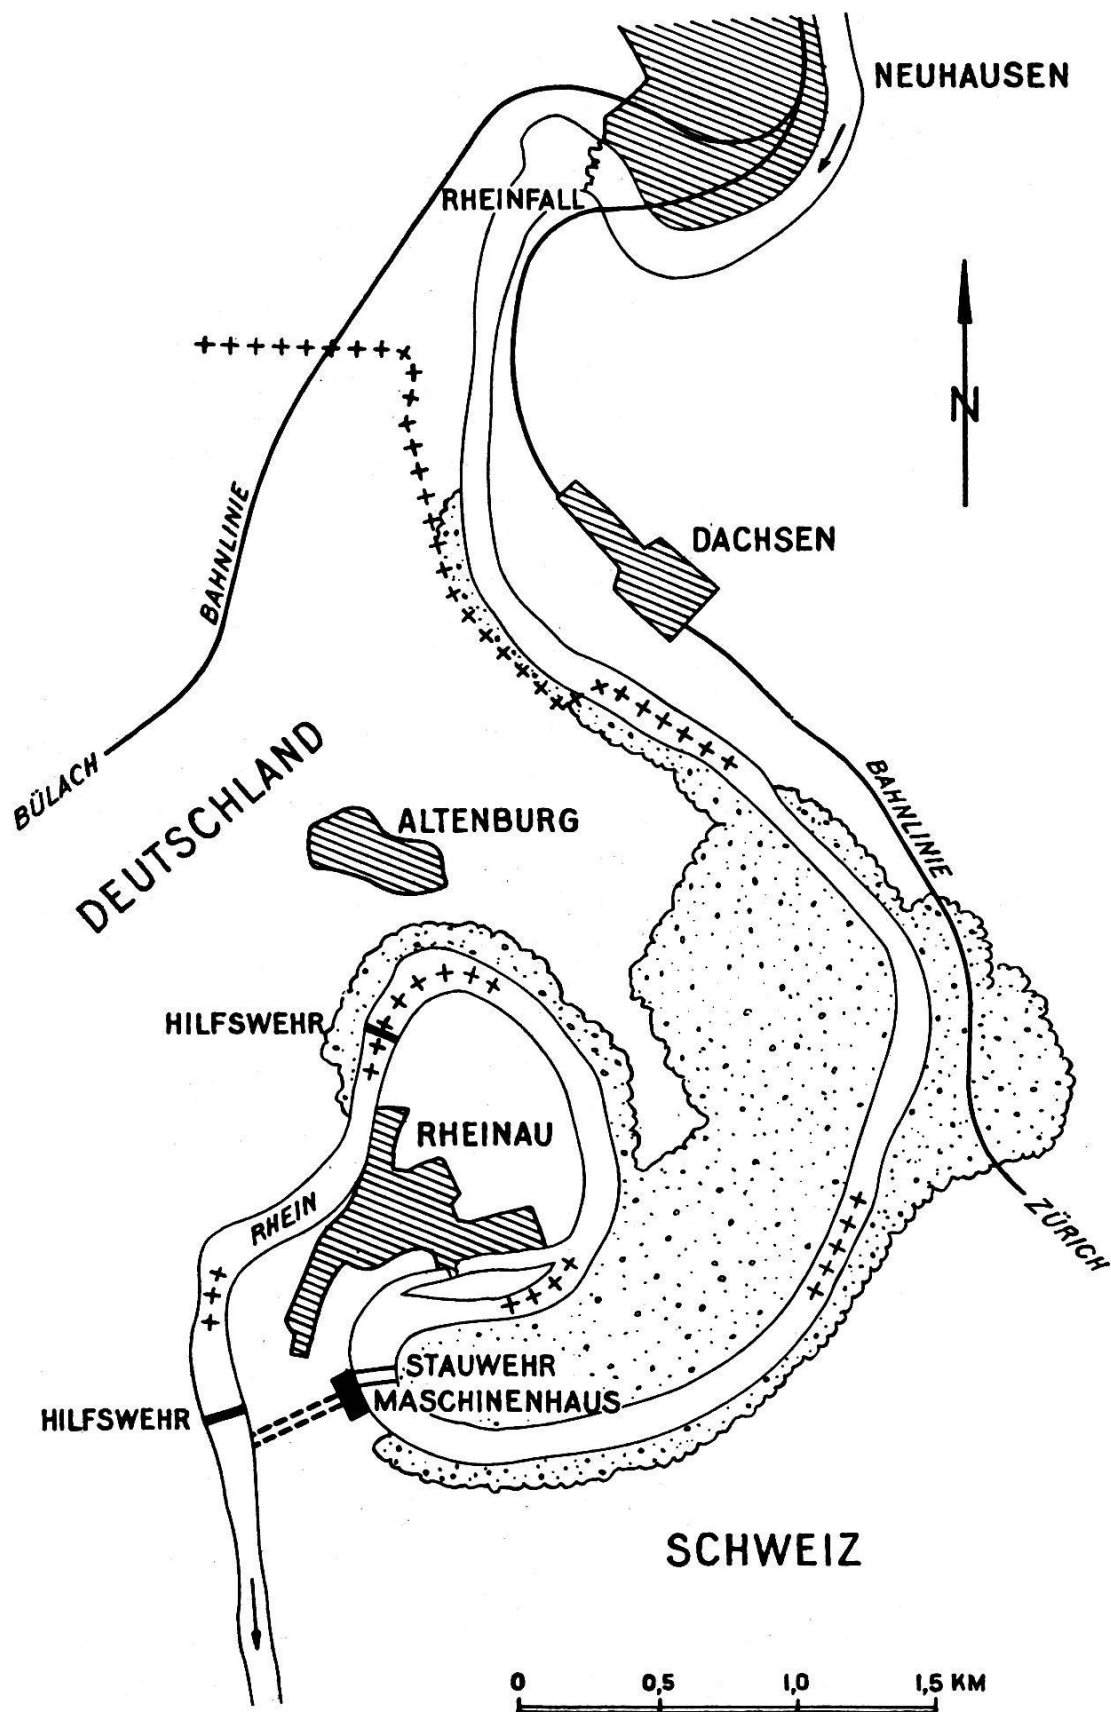 NEUHAUSEN
RHEINFALL
N
BAHNLINIE
DACHSEN
BÜLACH
DEUTSCHLAND
BAHNLINIE
ALTENBURG
HILFSWEHR
RHEINAU
RHEIN
ZÜRICH
STAUWEHR
MASCHINENHAUS
HILFSWEHR
SCHWEIZ
0 0,5 1,0 1,5 KM